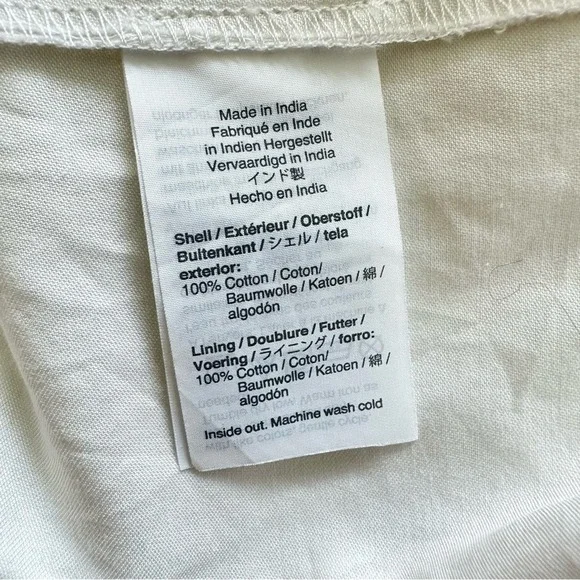 Made in India
Fabriqué en Inde
in Indien Hergestellt
Vervaardigd in India
インド製
Hecho en India
Shell / Extérieur / Oberstoff /
Buitenkant / シェル / tela
exterior:
100% Cotton / Coton/
Baumwolle / Katoen / 綿 /
algodón
Lining / Doublure / Futter /
Voering / ライニング / forro:
100% Cotton / Coton/
Baumwolle / Katoen / 綿 /
algodón
Inside out. Machine wash cold